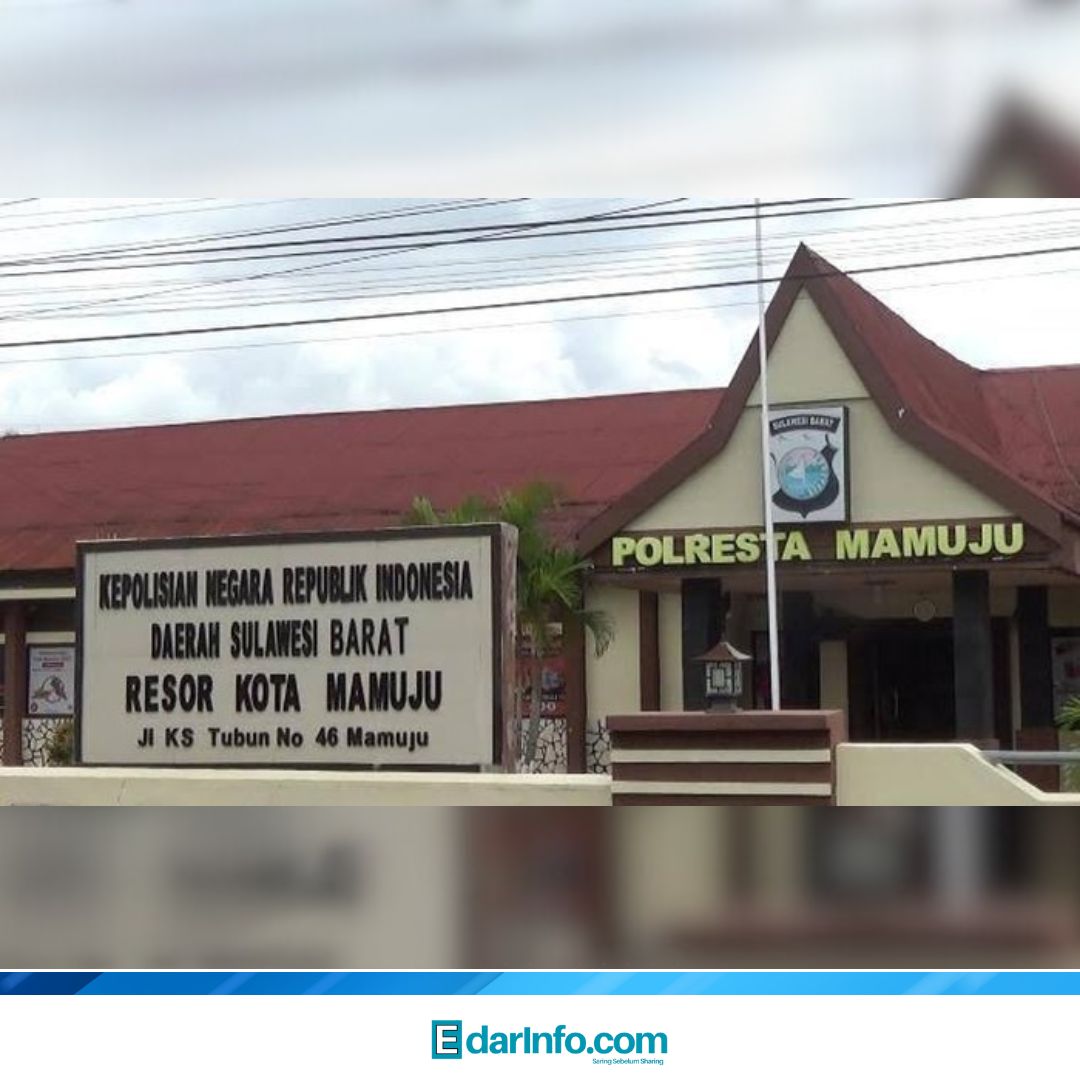 SULAWESI BARAT
POLRESTA MAMUJU
KEPOLISIAN NEGARA REPUBLIK INDONESIA
DAERAH SULAWESI BARAT
RESOR KOTA MAMUJU
Jl KS Tubun No 46 Mamuju
EdarInfo.com
Saring Sebelum Sharing